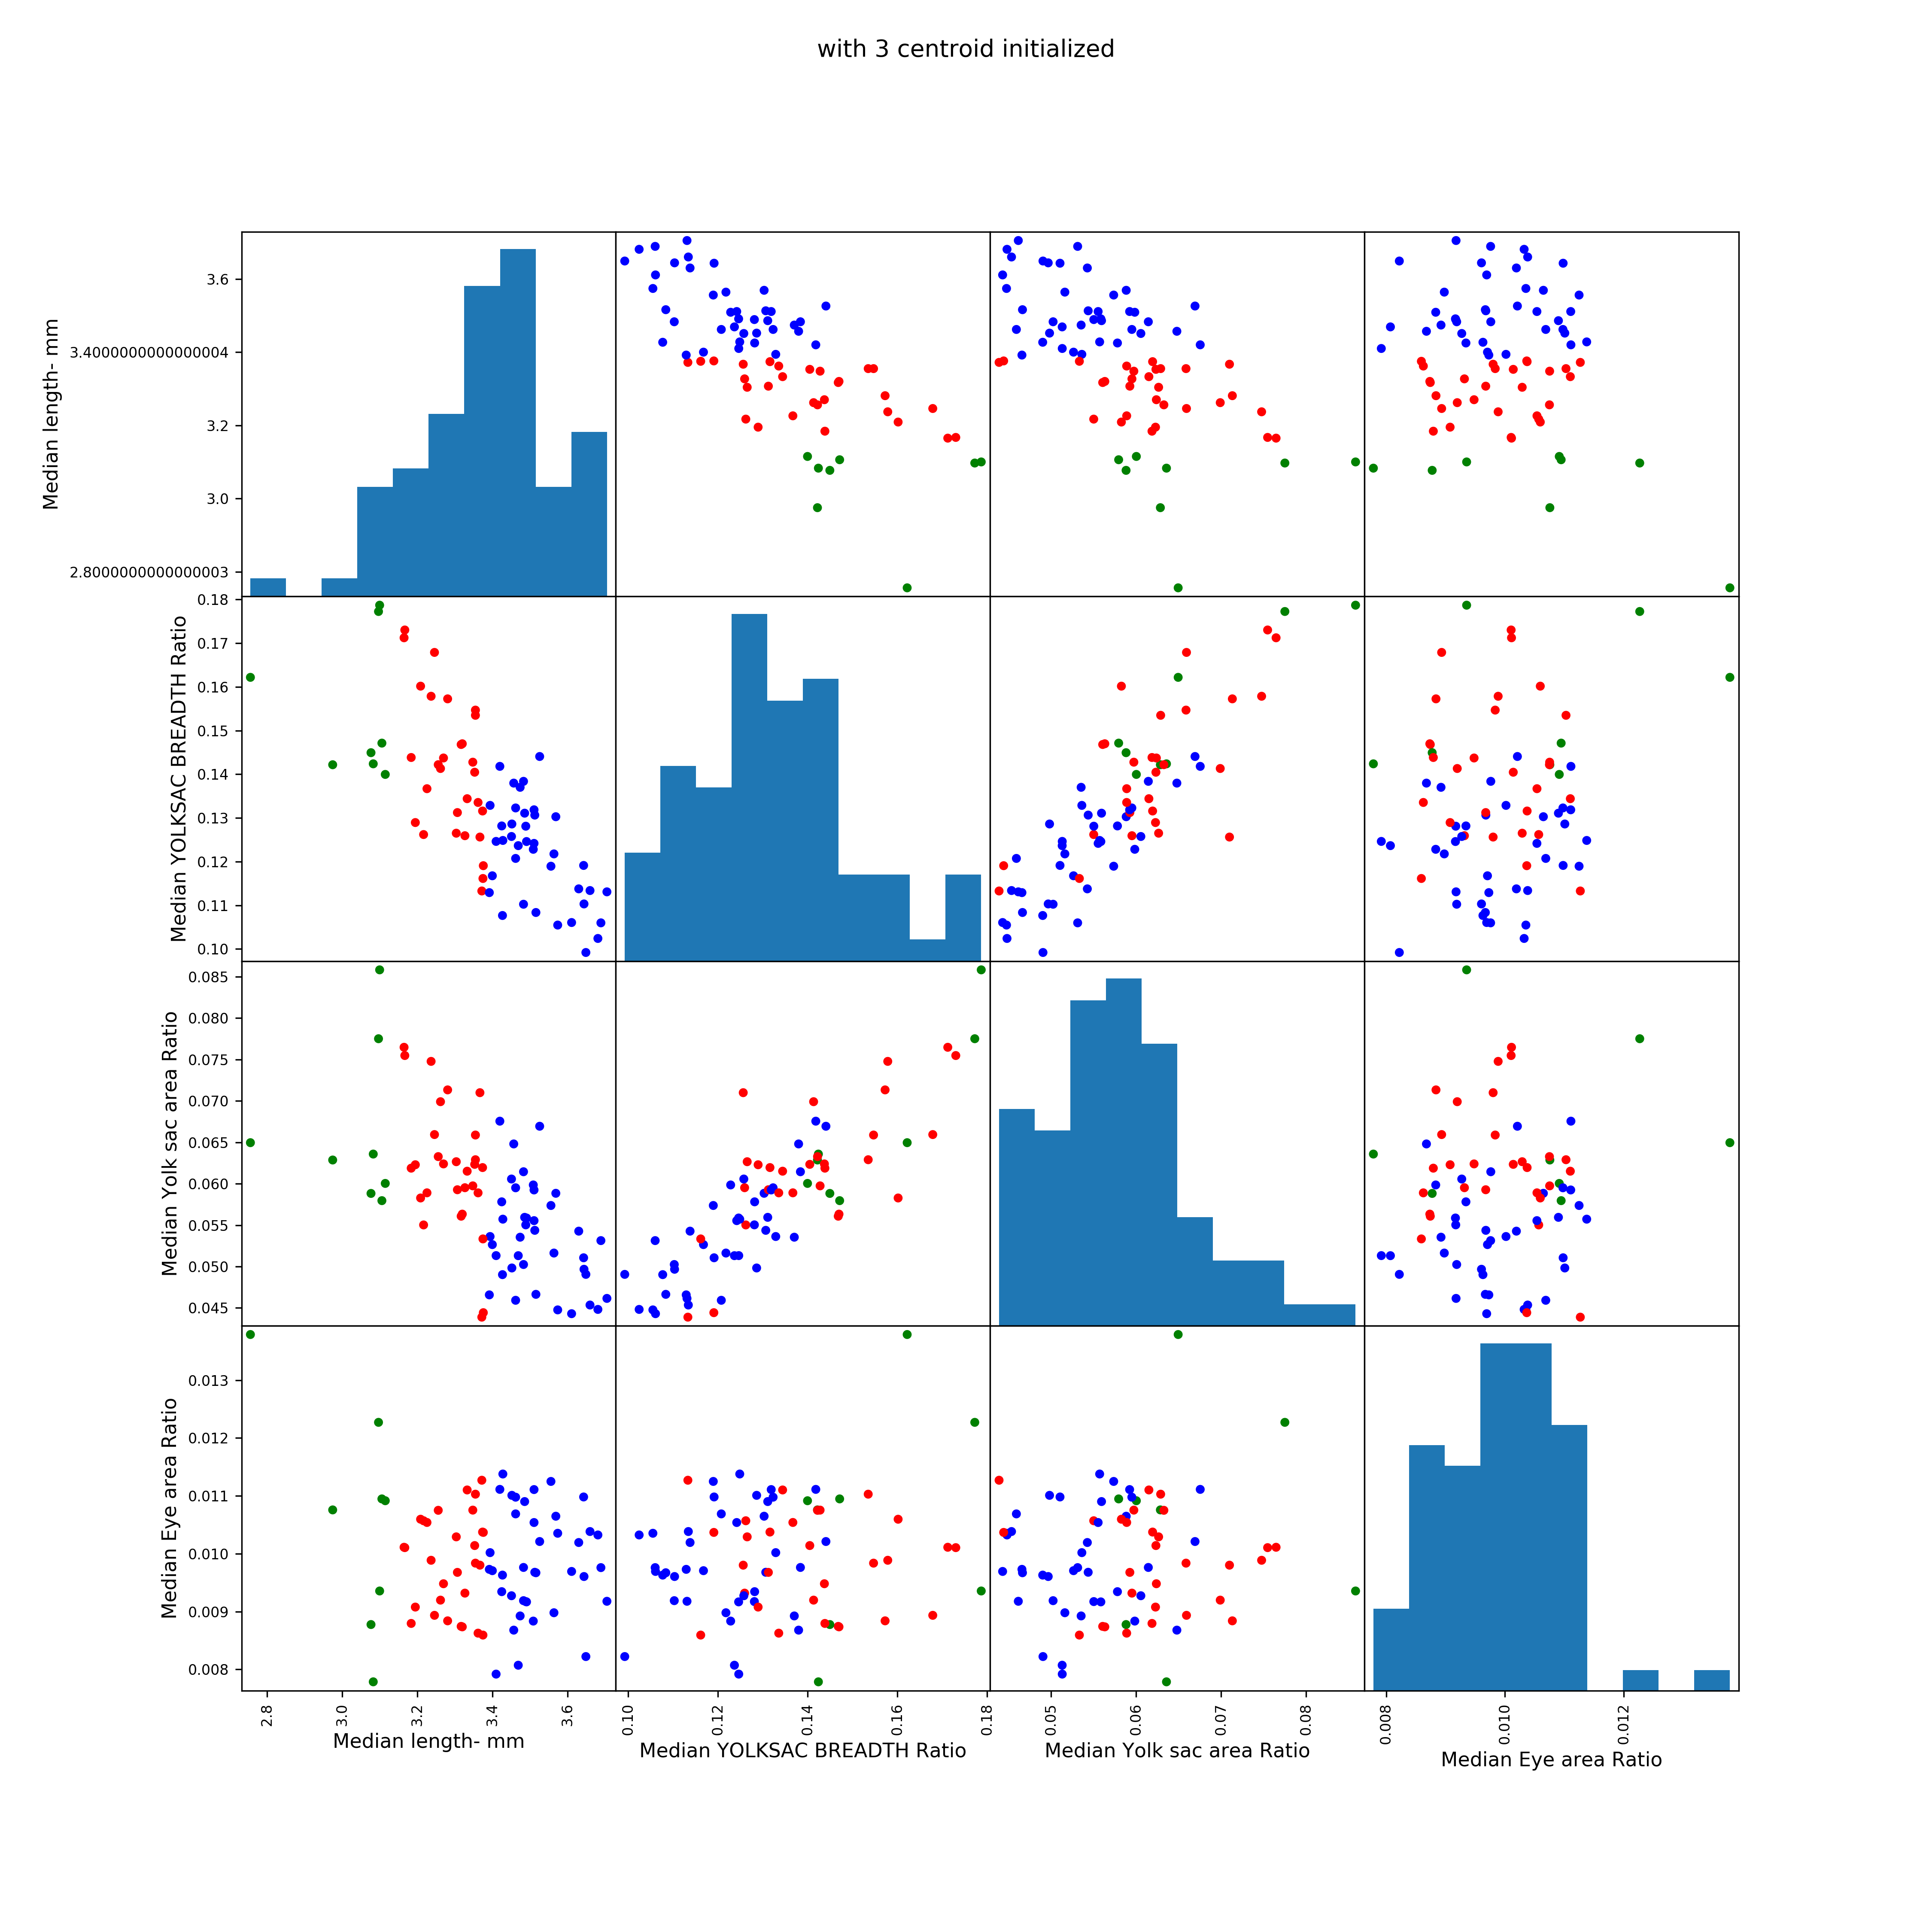 with 3 centroid initialized
Median length- mm
3.6
3.4000000000000004
3.2
3.0
2.8000000000000003
Median YOLKSAC BREADTH Ratio
0.18
0.17
0.16
0.15
0.14
0.13
0.12
0.11
0.10
Median Yolk sac area Ratio
0.085
0.080
0.075
0.070
0.065
0.060
0.055
0.050
0.045
Median Eye area Ratio
0.013
0.012
0.011
0.010
0.009
0.008
2.8 3.0 3.2 3.4 3.6 0.10 0.12 0.14 0.16 0.18 0.05 0.06 0.07 0.08 0.008 0.010 0.012
Median length- mm
Median YOLKSAC BREADTH Ratio
Median Yolk sac area Ratio
Median Eye area Ratio